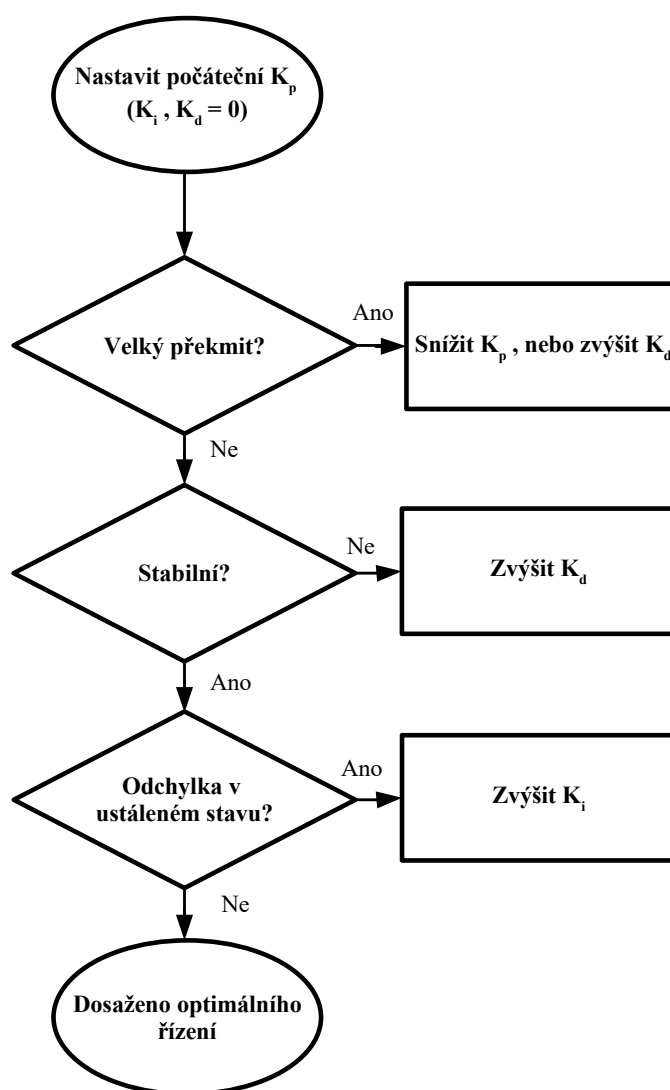 Nastavit počáteční Kp
(Ki , Kd = 0)
Velký překmit?
Ano
Snížit Kp , nebo zvýšit Kd
Ne
Stabilní?
Ne
Zvýšit Kd
Ano
Odchylka v
ustáleném stavu?
Ano
Zvýšit Ki
Ne
Dosaženo optimálního
řízení